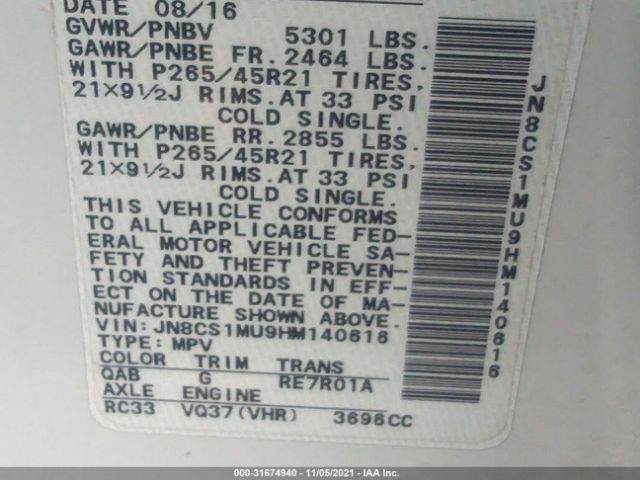 DATE 08/16
GVWR/PNBV 5301 LBS.
GAWR/PNBE FR. 2464 LBS.
WITH P265/45R21 TIRES,
21×9½J RIMS.AT 33 PSI
COLD SINGLE.
GAWR/PNBE RR. 2855 LBS.
WITH P265/45R21 TIRES,
21×9½J RIMS.AT 33 PSI
COLD SINGLE.
THIS VEHICLE CONFORMS
TO ALL APPLICABLE FED-
ERAL MOTOR VEHICLE SA-
FETY AND THEFT PREVEN-
TION STANDARDS IN EFF-
ECT ON THE DATE OF MA-
NUFACTURE SHOWN ABOVE.
VIN: JN8CS1MU9HM140616
TYPE: MPV
COLOR TRIM TRANS
QAB G RE7R01A
AXLE ENGINE
RC33 VQ37(VHR) 3696CC
JN8CS1MU9HM140616
000-31674940 - 11/05/2021 - IAA Inc.